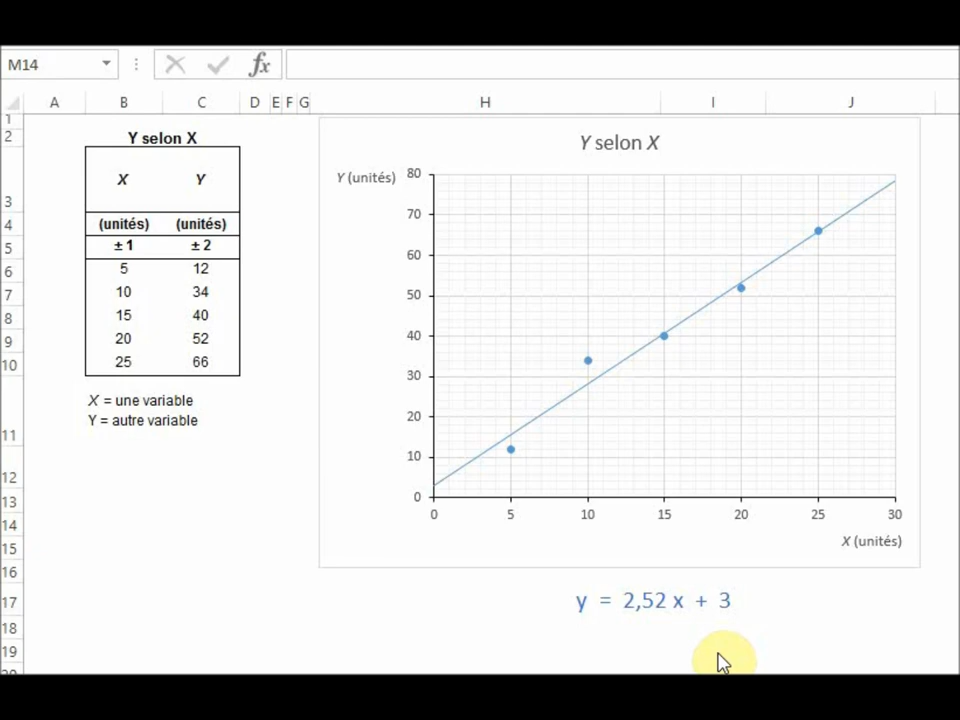 M14
fx
A B C D E F G H I J
1
2 Y selon X
3 X Y
4 (unités) (unités)
5 ± 1 ± 2
6 5 12
7 10 34
8 15 40
9 20 52
10 25 66
X = une variable
Y = autre variable
11
12
13
14
15
16
17
18
19
Y selon X
Y (unités)
80
70
60
50
40
30
20
10
0
0 5 10 15 20 25 30
X (unités)
y = 2,52 x + 3